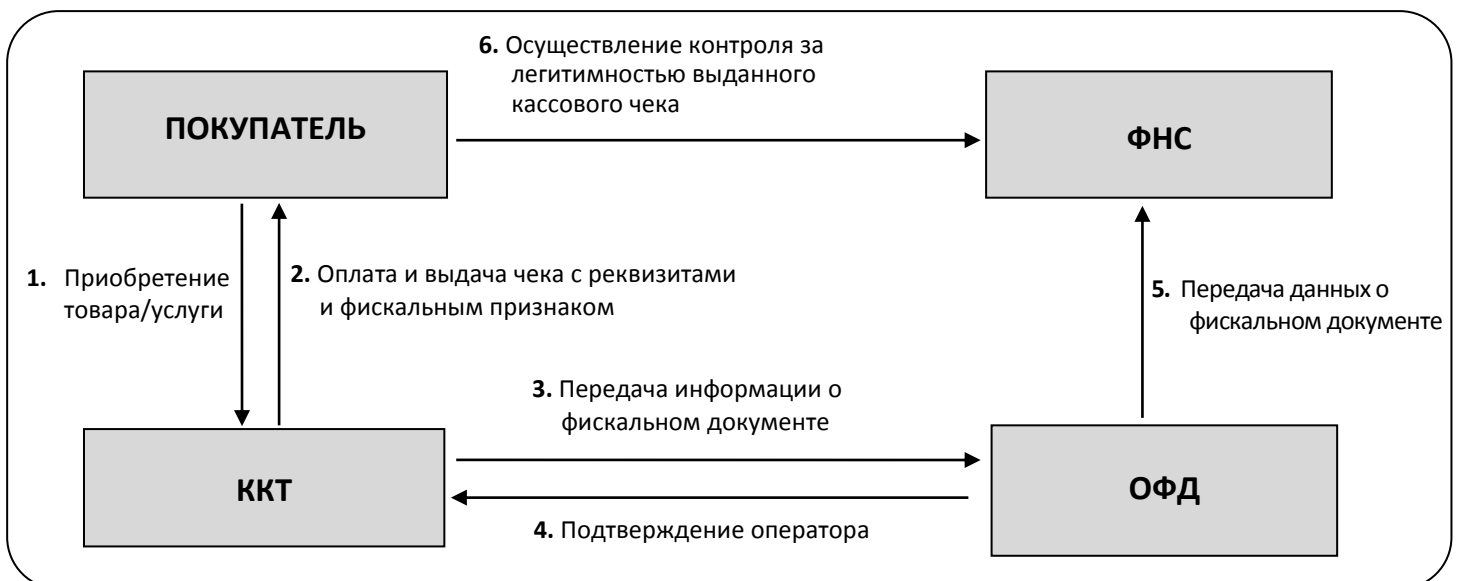 6. Осуществление контроля за
легитимностью выданного
кассового чека
ПОКУПАТЕЛЬ
ФНС
1. Приобретение
товара/услуги
2. Оплата и выдача чека с реквизитами
и фискальным признаком
5. Передача данных о
фискальном документе
3. Передача информации о
фискальном документе
ККТ
ОФД
4. Подтверждение оператора